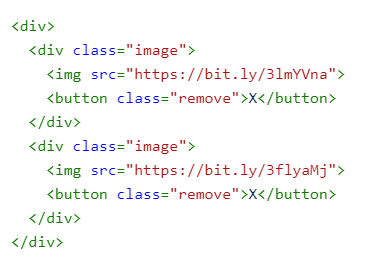 <div>
  <div class="image">
    <img src="https://bit.ly/3lmYVna">
    <button class="remove">X</button>
  </div>
  <div class="image">
    <img src="https://bit.ly/3flyaMj">
    <button class="remove">X</button>
  </div>
</div>